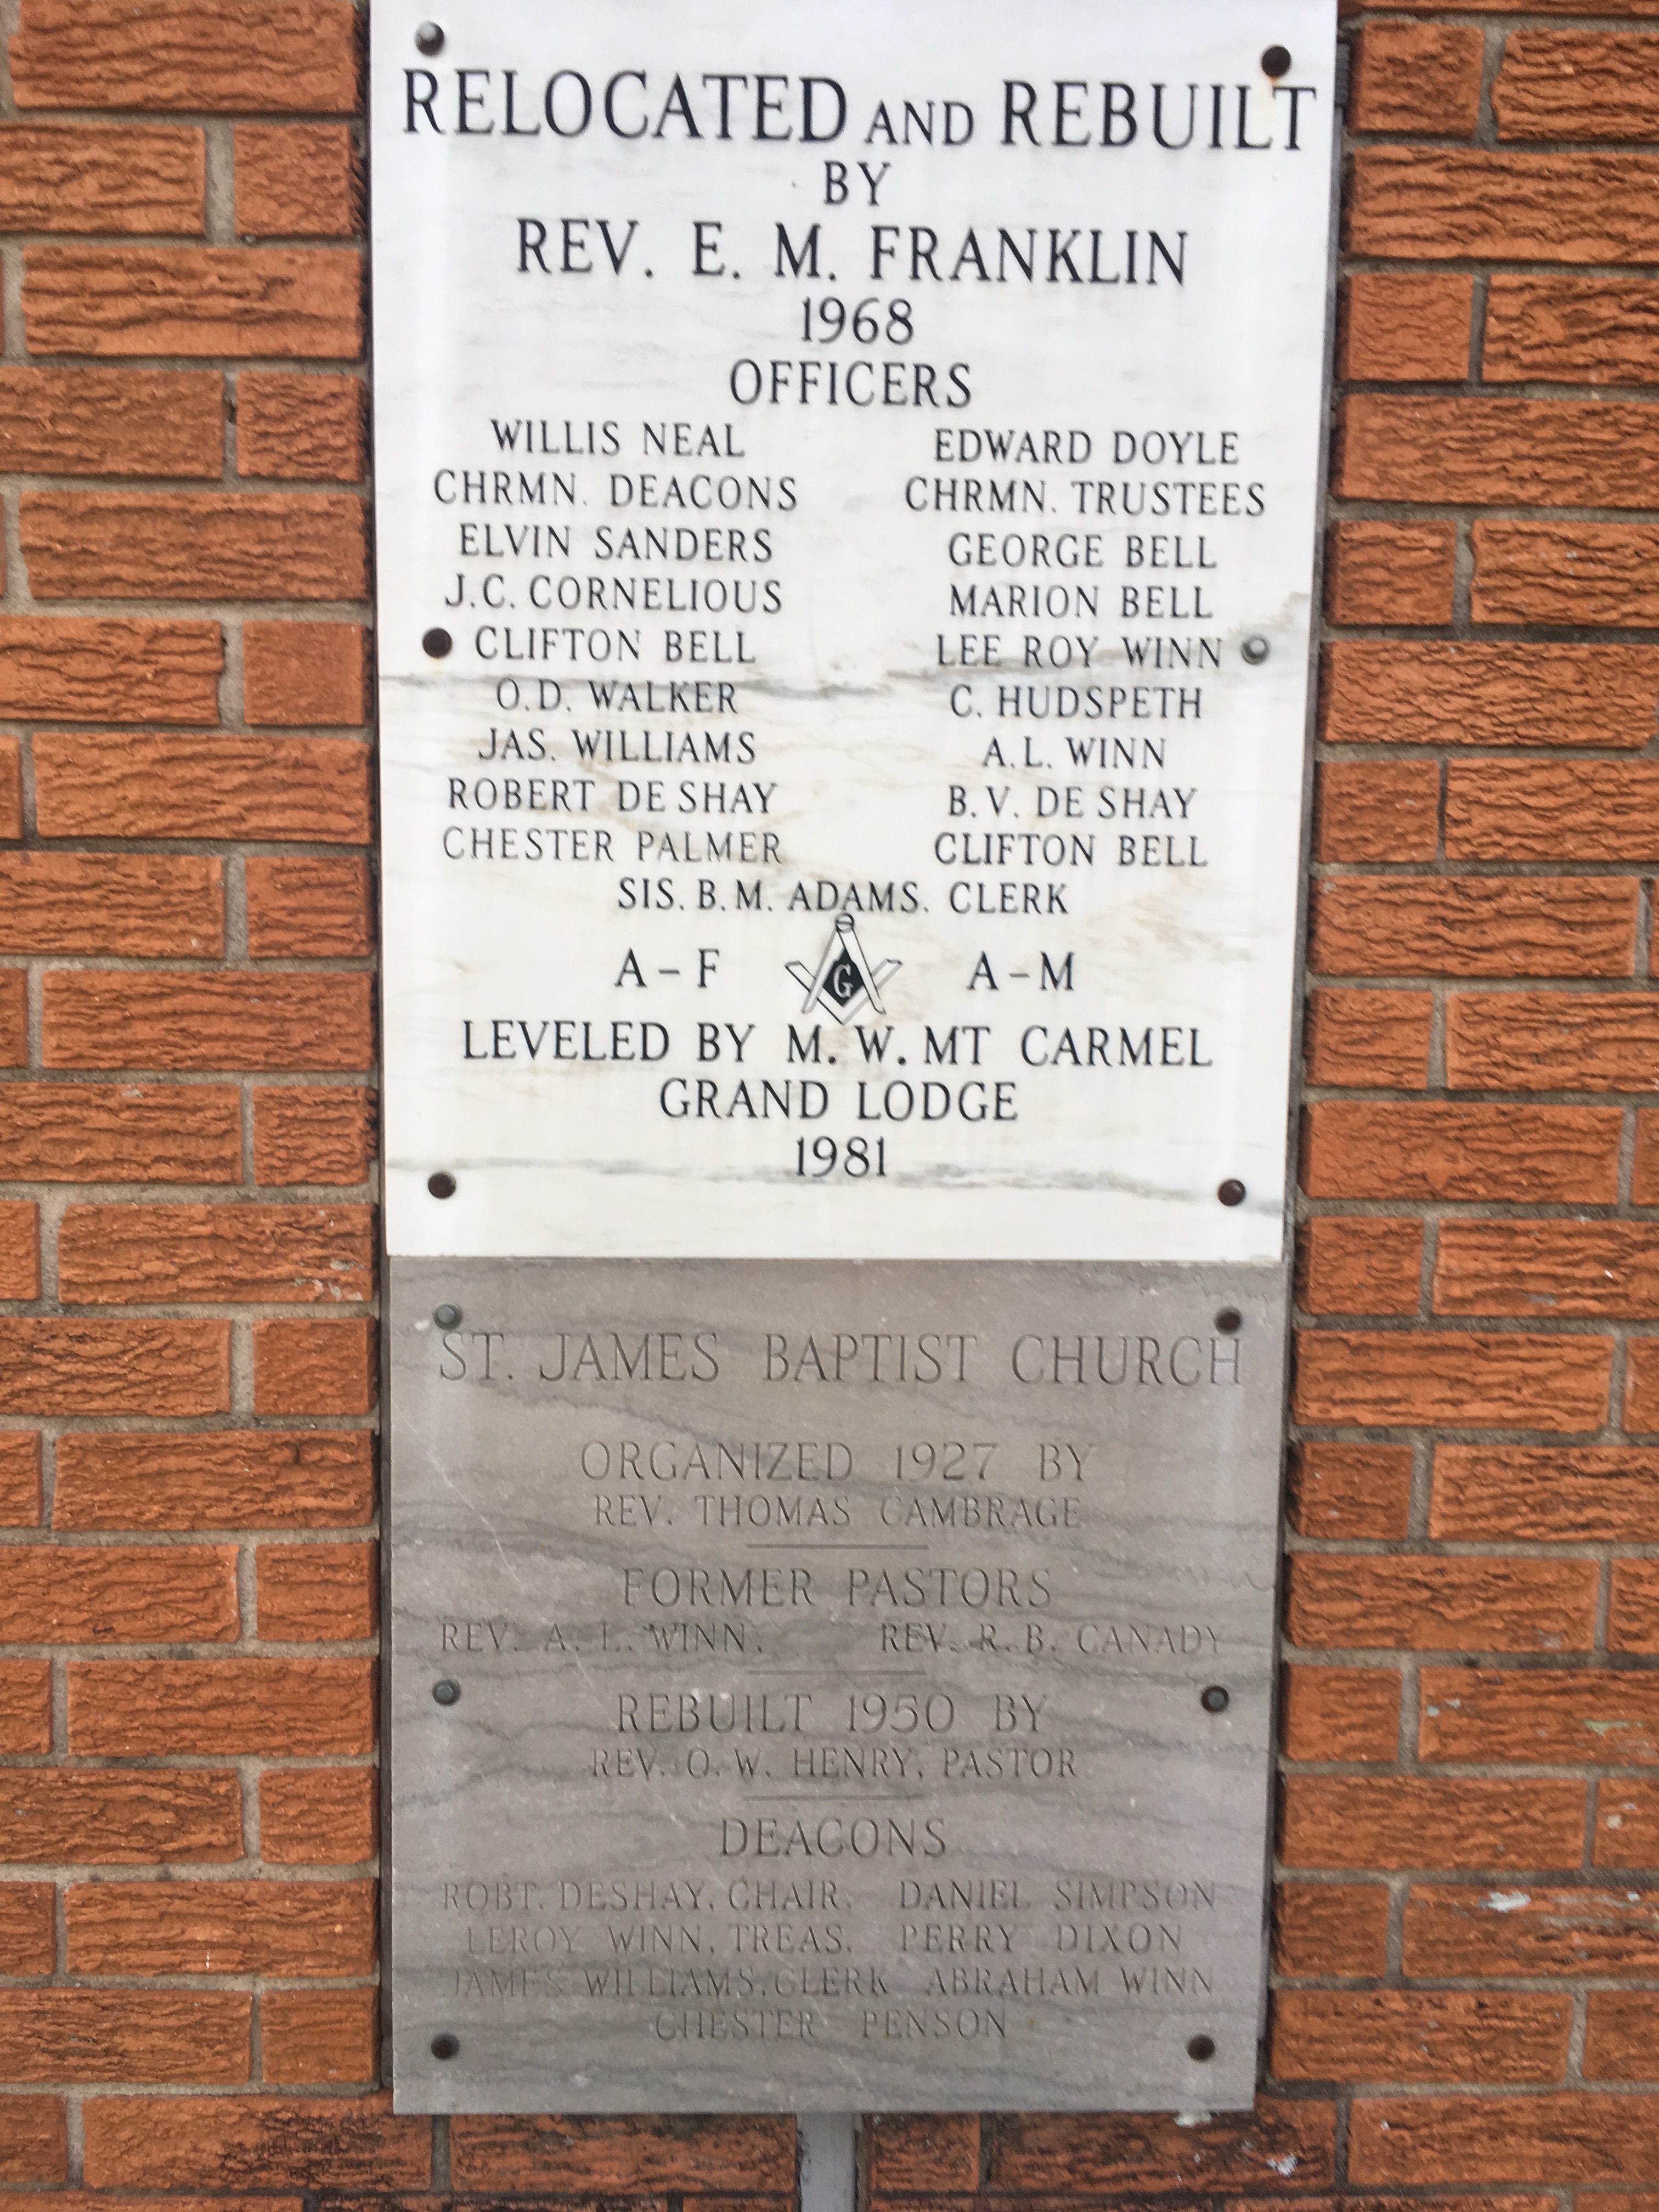 RELOCATED AND REBUILT
BY
REV. E. M. FRANKLIN
1968
OFFICERS
WILLIS NEAL EDWARD DOYLE
CHRMN. DEACONS CHRMN. TRUSTEES
ELVIN SANDERS GEORGE BELL
J.C. CORNELIOUS MARION BELL
CLIFTON BELL LEE ROY WINN
O.D. WALKER C. HUDSPETH
JAS. WILLIAMS A.L. WINN
ROBERT DE SHAY B.V. DE SHAY
CHESTER PALMER CLIFTON BELL
SIS. B.M. ADAMS. CLERK
A-F G A-M
LEVELED BY M. W. MT CARMEL
GRAND LODGE
1981
ST. JAMES BAPTIST CHURCH
ORGANIZED 1927 BY
REV. THOMAS CAMBRAGE
FORMER PASTORS
REV. A. L. WINN. REV. R. B. CANADY
REBUILT 1950 BY
REV. O. W. HENRY, PASTOR
DEACONS
ROBT. DESHAY, CHAIR. DANIEL SIMPSON
LEROY WINN, TREAS. PERRY DIXON
JAMES WILLIAMS, CLERK ABRAHAM WINN
CHESTER PENSON